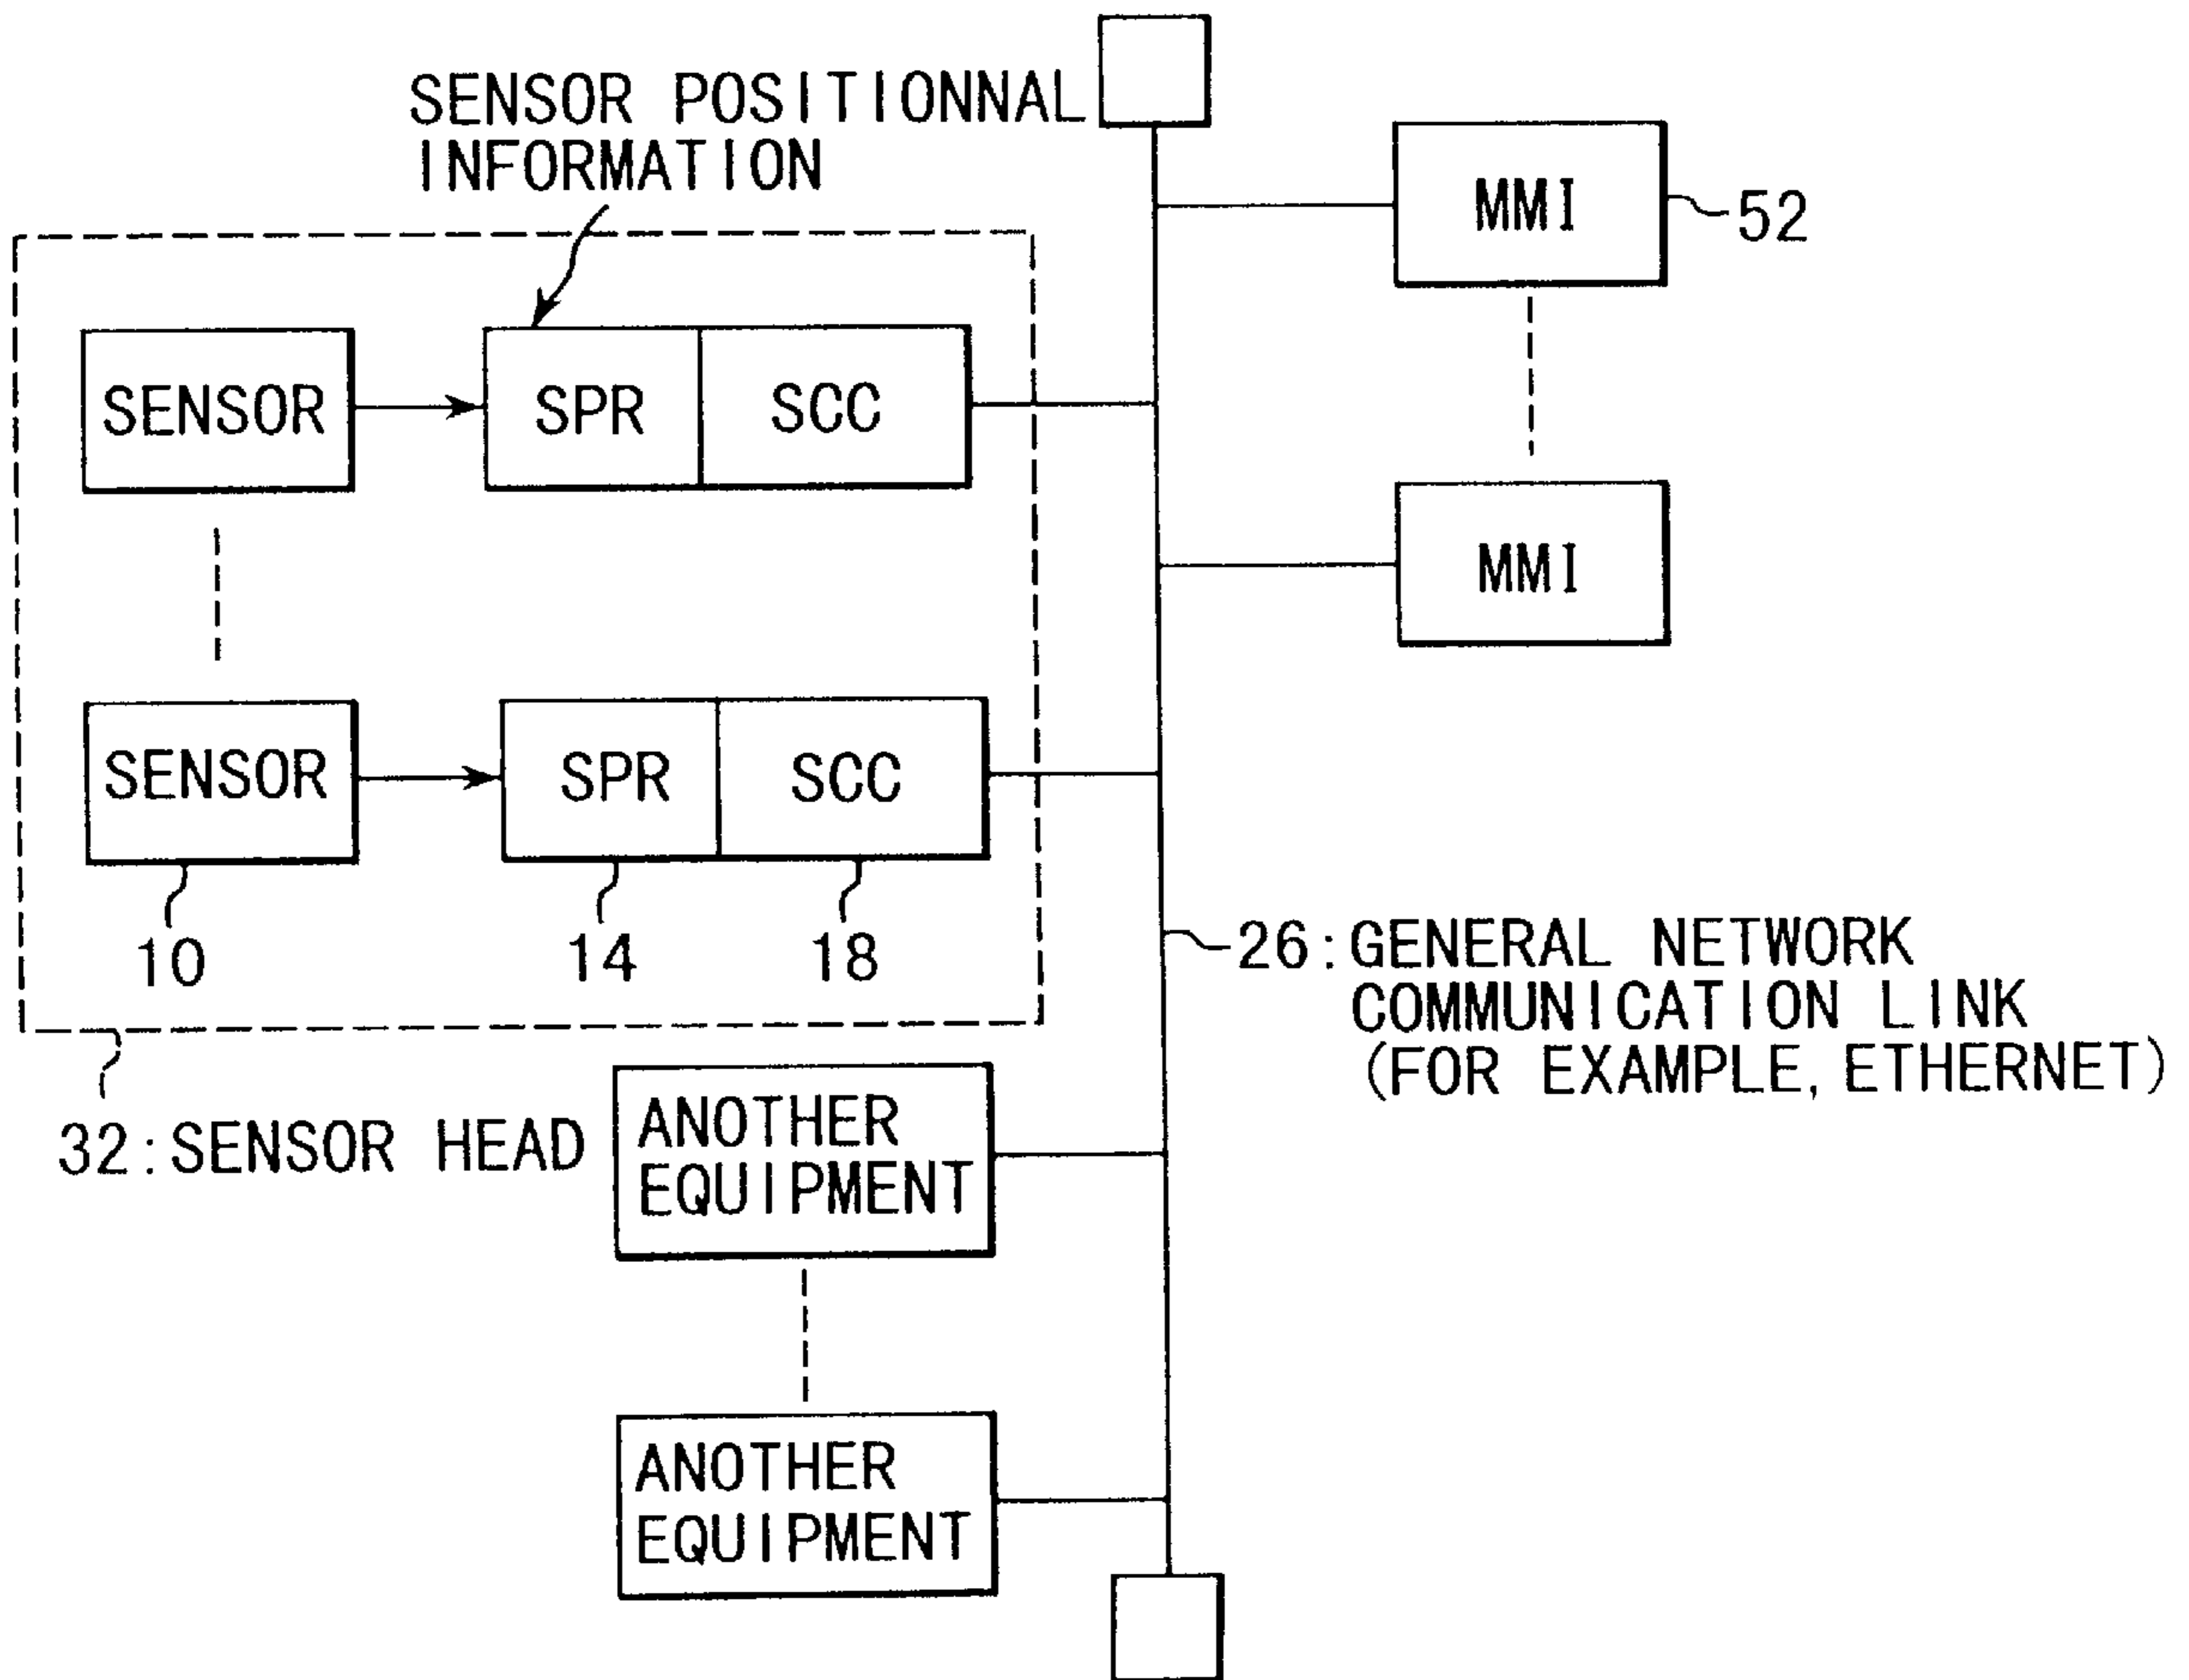 SENSOR POSITIONNAL
INFORMATION
MMI
52
SENSOR
SPR
SCC
MMI
SENSOR
SPR
SCC
10
14
18
26:GENERAL NETWORK
COMMUNICATION LINK
(FOR EXAMPLE, ETHERNET)
32:SENSOR HEAD
ANOTHER
EQUIPMENT
ANOTHER
EQUIPMENT